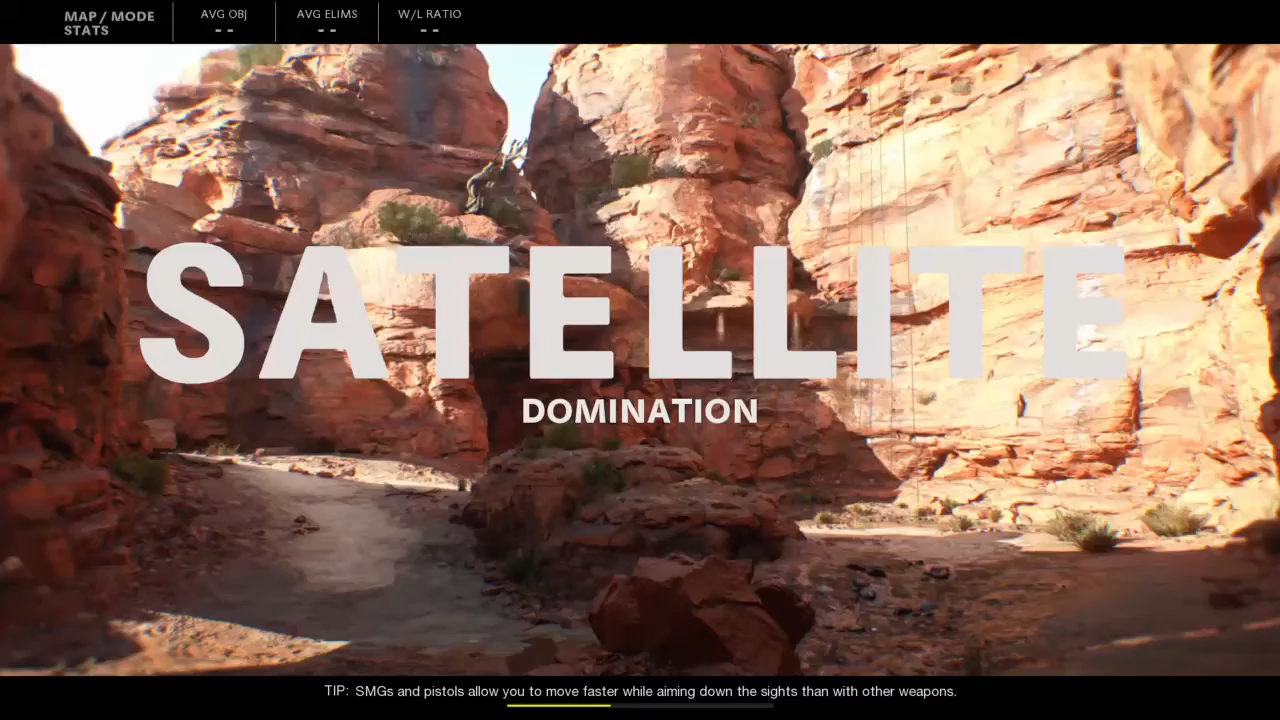 MAP / MODE
STATS
AVG OBJ
--
AVG ELIMS
--
W/L RATIO
--
SATELLITE
DOMINATION
TIP: SMGs and pistols allow you to move faster while aiming down the sights than with other weapons.